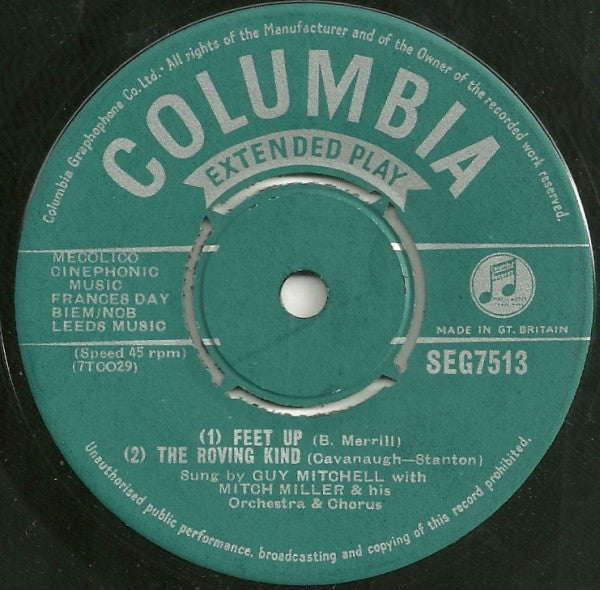 Columbia Graphophone Co. Ltd. · All rights of the Manufacturer and of the Owner of the recorded work reserved.
COLUMBIA
EXTENDED PLAY
MECOLICO
CINEPHONIC
MUSIC
FRANCES DAY
BIEM/NCB
LEEDS MUSIC
MADE IN GT. BRITAIN
(Speed 45 rpm)
(7TCO29)
SEG7513
(1) FEET UP (B. Merrill)
(2) THE ROVING KIND (Cavanaugh—Stanton)
Sung by GUY MITCHELL with
MITCH MILLER & his
Orchestra & Chorus
Unauthorised public performance, broadcasting and copying of this record prohibited.